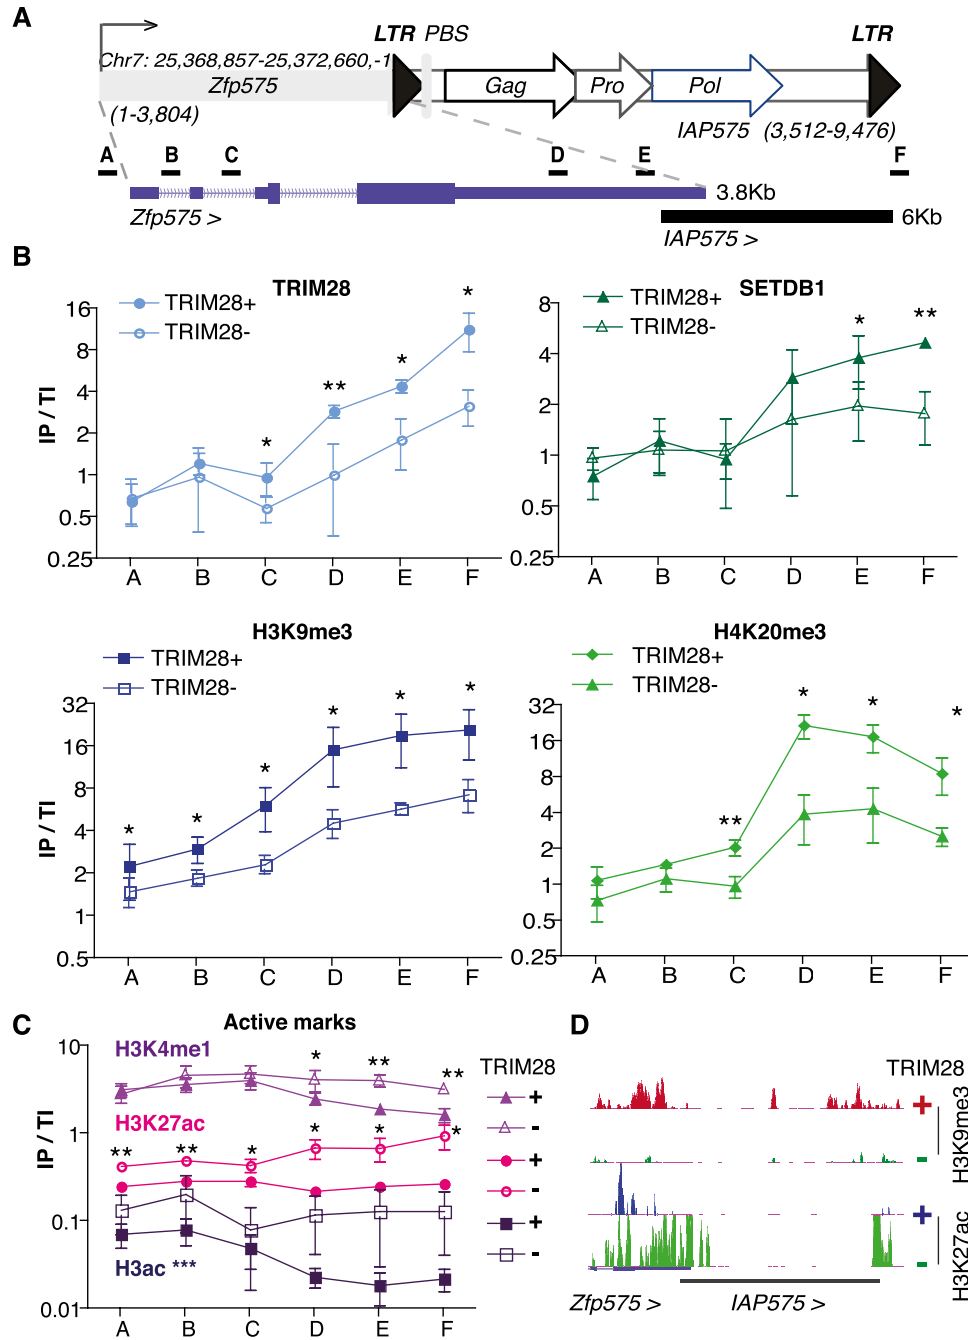 A
LTR PBS LTR
Chr7: 25,368,857-25,372,660,-1
Zfp575 Gag Pro Pol
(1-3,804) IAP575 (3,512-9,476)
A B C D E F
3.8Kb
Zfp575 > 6Kb
IAP575 >
B
TRIM28
TRIM28+
TRIM28-
IP / TI
16
8
4
2
1
0.5
0.25
* ** * *
A B C D E F
SETDB1
TRIM28+
TRIM28-
8
4
2
1
0.5
0.25
* **
A B C D E F
H3K9me3
TRIM28+
TRIM28-
IP / TI
32
16
8
4
2
1
0.5
* * * * * *
A B C D E F
H4K20me3
TRIM28+
TRIM28-
32
16
8
4
2
1
0.5
0.25
** * * *
A B C D E F
C
Active marks
IP / TI
10
1
0.1
0.01
H3K4me1
* ** **
H3K27ac
** ** * * * *
H3ac ***
A B C D E F
TRIM28
+
-
+
-
+
-
D
TRIM28
+
-
H3K9me3
+
-
H3K27ac
Zfp575 > IAP575 >